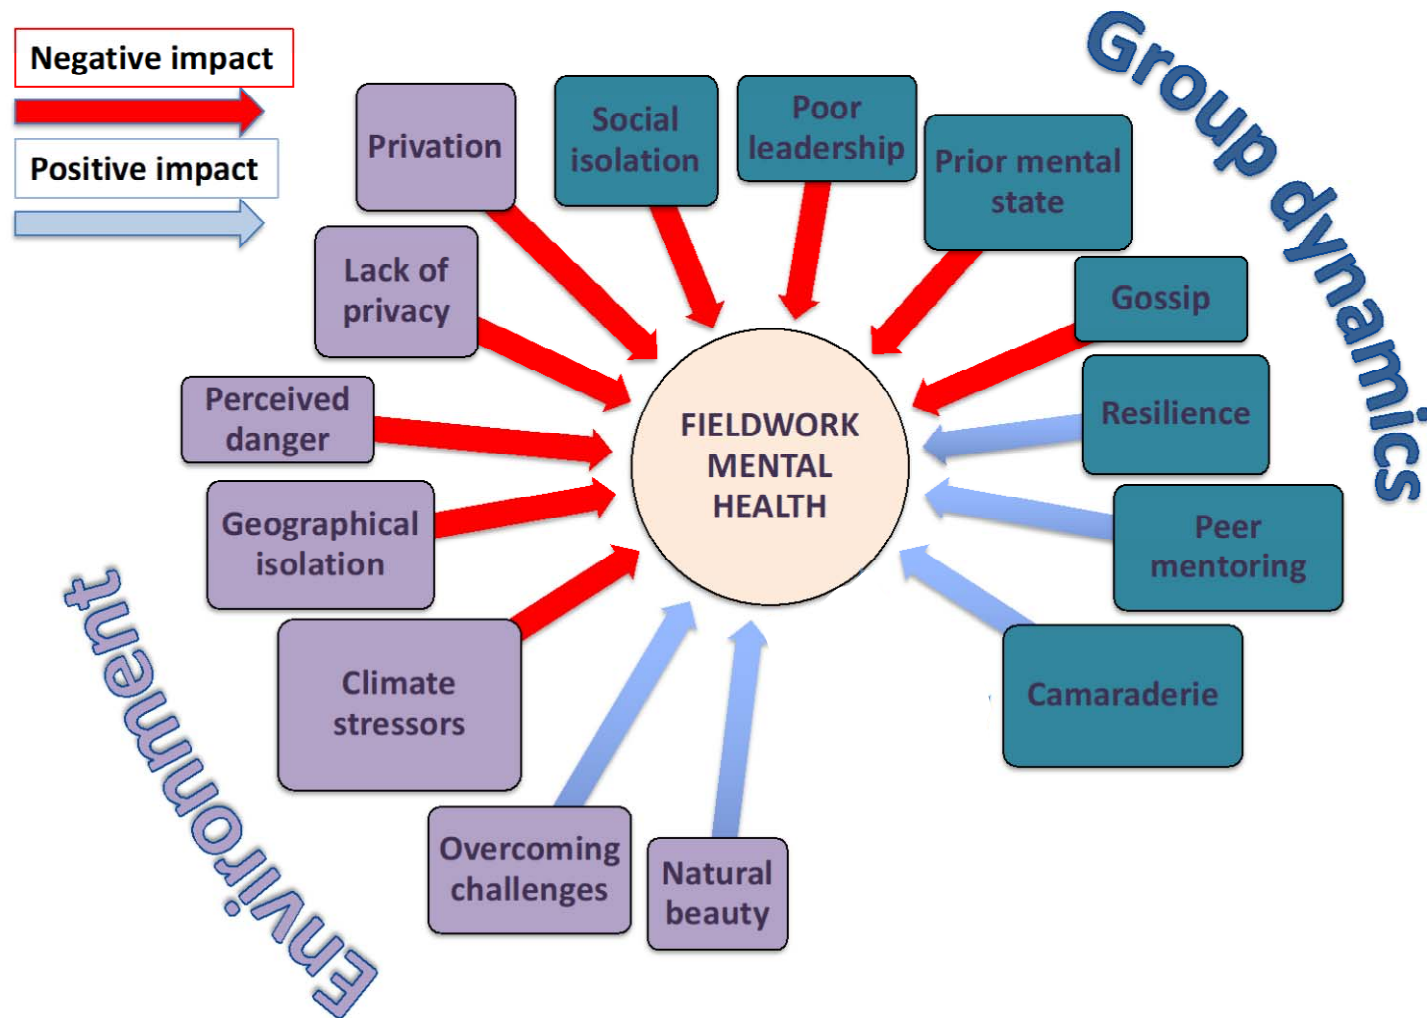 Negative impact
Positive impact
Group dynamics
Privation
Social
isolation
Poor
leadership
Prior mental
state
Gossip
Lack of
privacy
Resilience
Perceived
danger
FIELDWORK
MENTAL
HEALTH
Geographical
isolation
Peer
mentoring
Climate
stressors
Camaraderie
Environment
Overcoming
challenges
Natural
beauty